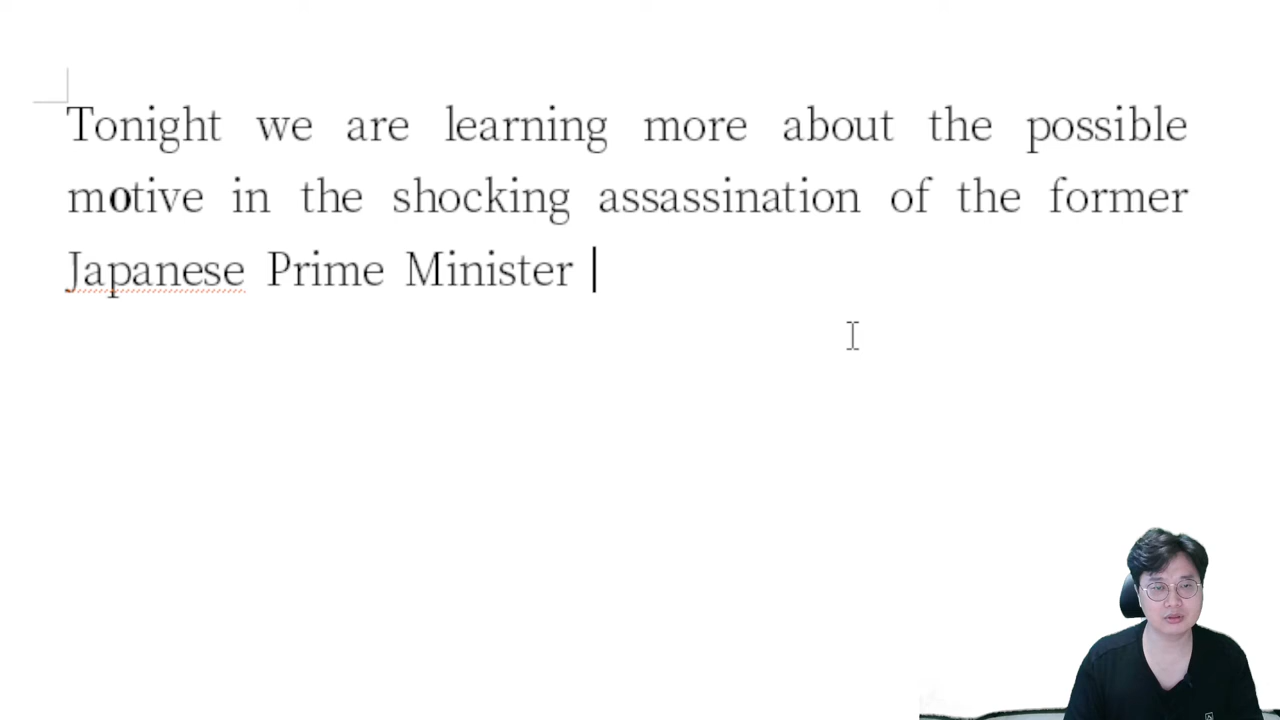 Tonight we are learning more about the possible
motive in the shocking assassination of the former
Japanese Prime Minister